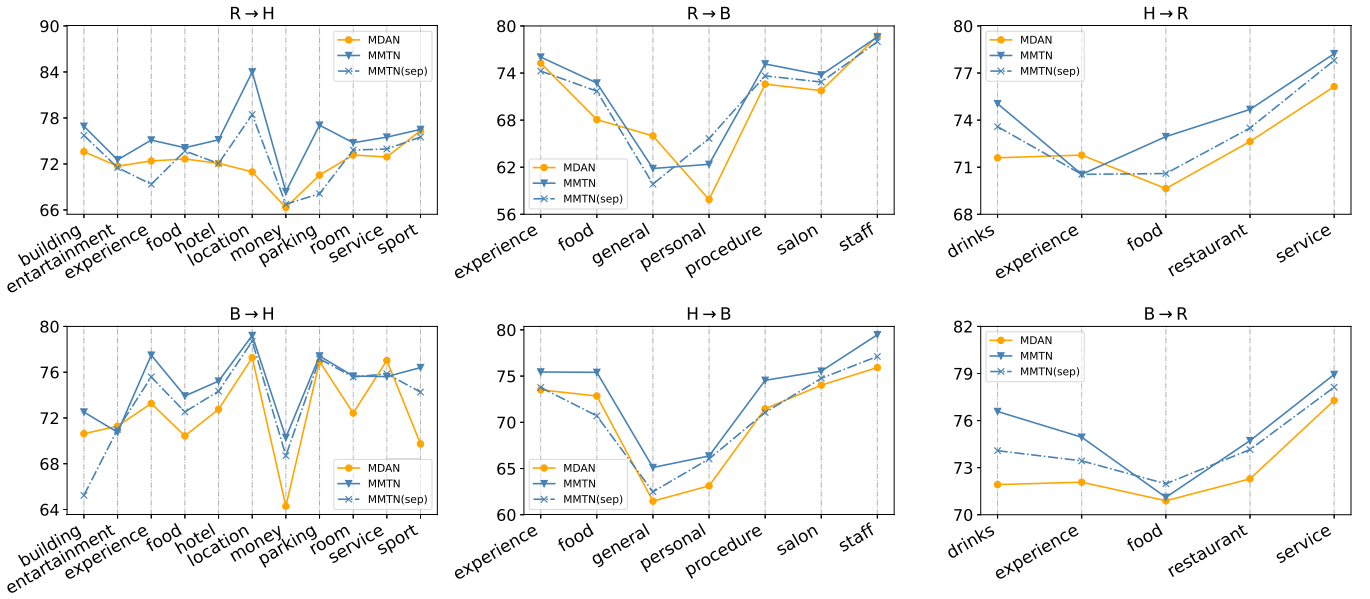 R→H
90
84
78
72
66
MDAN
MMTN
MMTN(sep)
building
entertainment
experience
food
hotel
location
money
parking
room
service
sport
R→B
80
74
68
62
56
MDAN
MMTN
MMTN(sep)
experience
food
general
personal
procedure
salon
staff
H→R
80
77
74
71
68
MDAN
MMTN
MMTN(sep)
drinks
experience
food
restaurant
service
B→H
80
76
72
68
64
MDAN
MMTN
MMTN(sep)
building
entertainment
experience
food
hotel
location
money
parking
room
service
sport
H→B
80
75
70
65
60
MDAN
MMTN
MMTN(sep)
experience
food
general
personal
procedure
salon
staff
B→R
82
79
76
73
70
MDAN
MMTN
MMTN(sep)
drinks
experience
food
restaurant
service